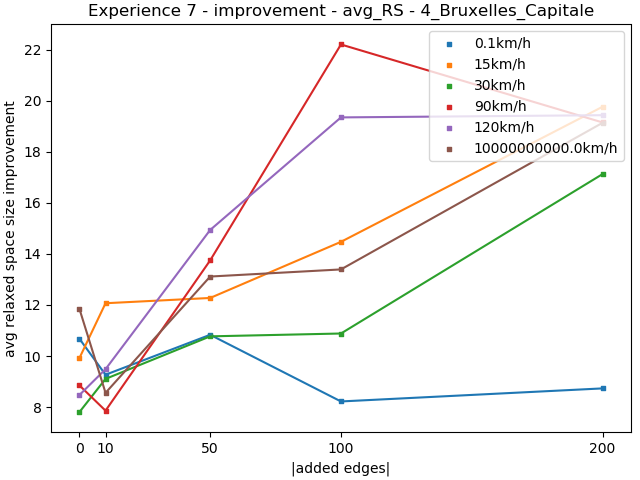 Experience 7 - improvement - avg_RS - 4_Bruxelles_Capitale
avg relaxed space size improvement
22
20
18
16
14
12
10
8
0.1km/h
15km/h
30km/h
90km/h
120km/h
10000000000.0km/h
0 10 50 100 200
|added edges|